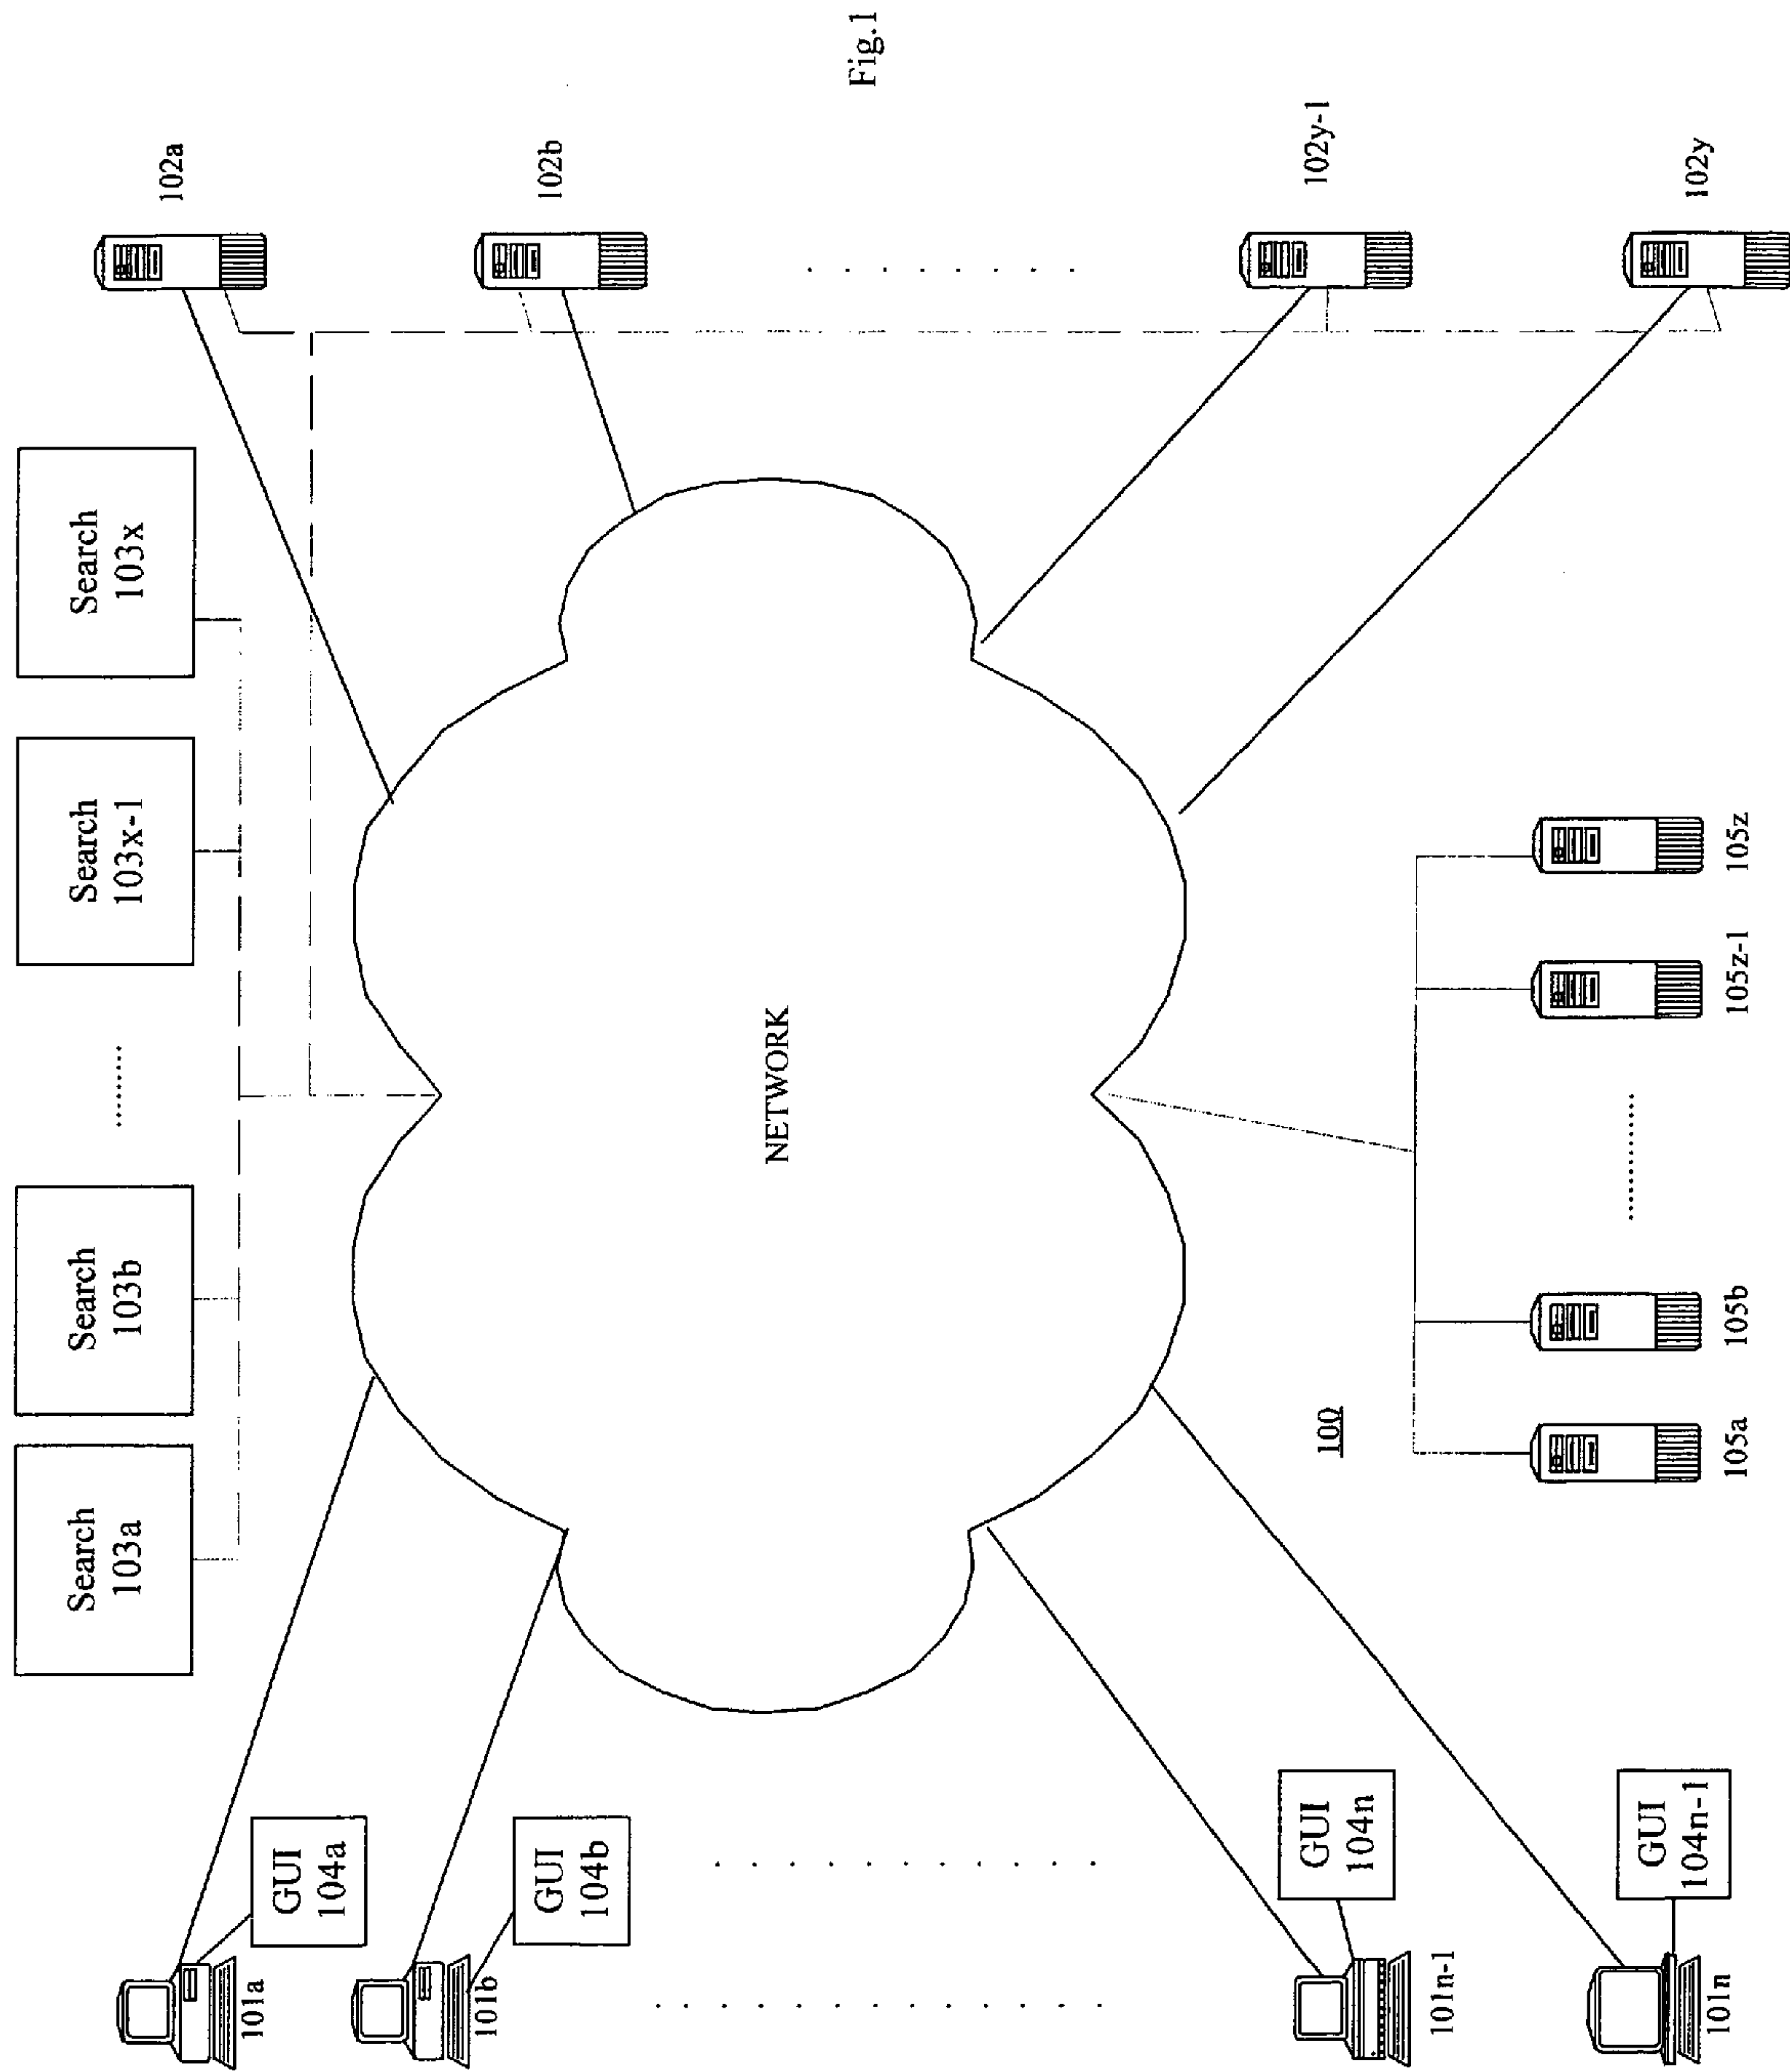 Search
103a
Search
103b
........
Search
103x-1
Search
103x
101a
GUI
104a
101b
GUI
104b
101n-1
GUI
104n
101n
GUI
104n-1
NETWORK
102a
102b
102y-1
102y
100
105a
105b
..........
105z-1
105z
Fig.1